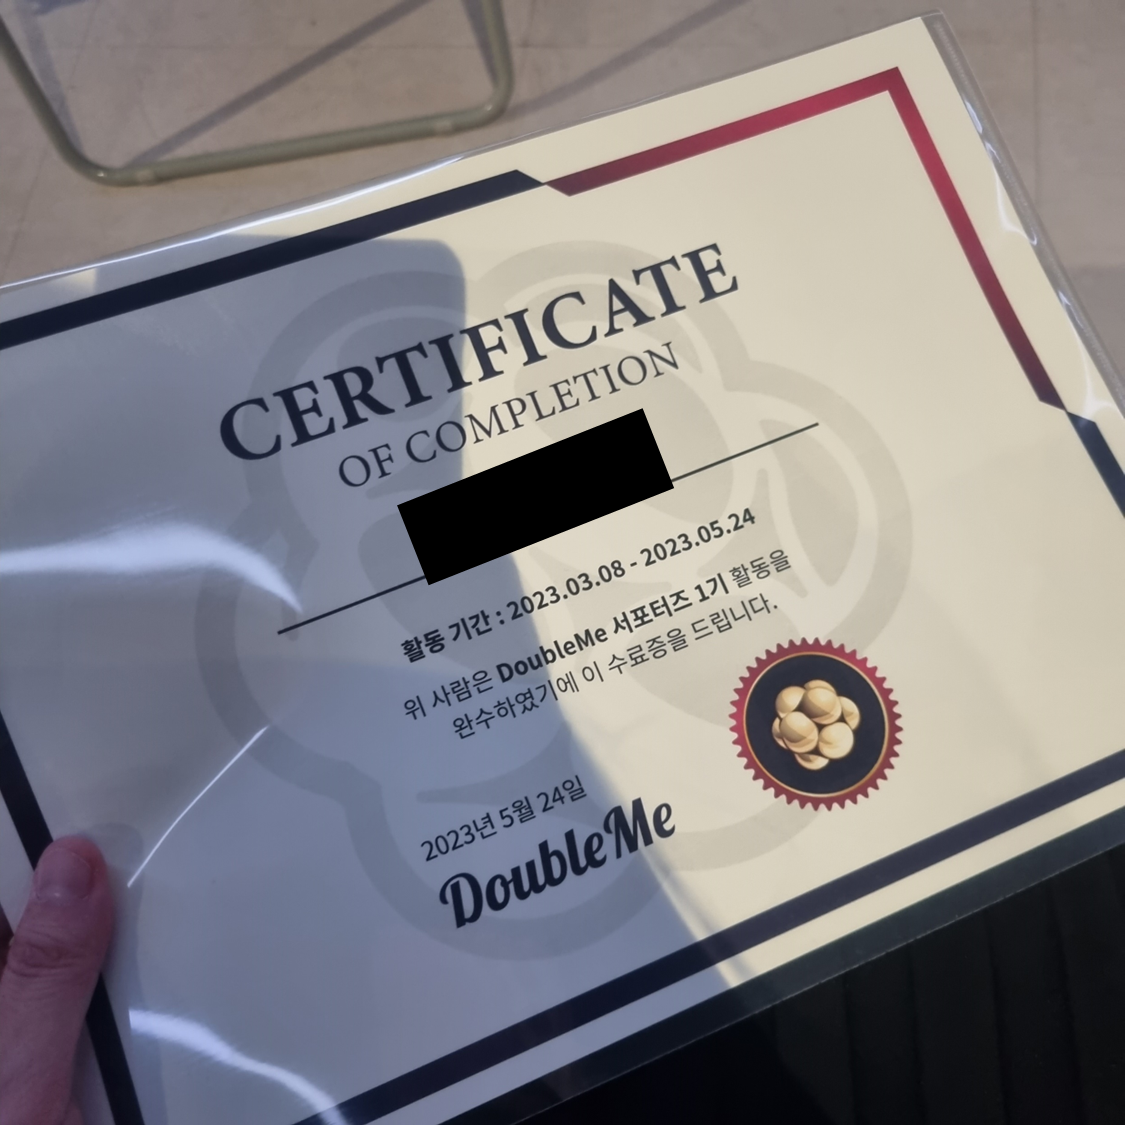 CERTIFICATE
OF COMPLETION
활동 기간 : 2023.03.08 - 2023.05.24
위 사람은 DoubleMe 서포터즈 1기 활동을
완수하였기에 이 수료증을 드립니다.
2023년 5월 24일
DoubleMe